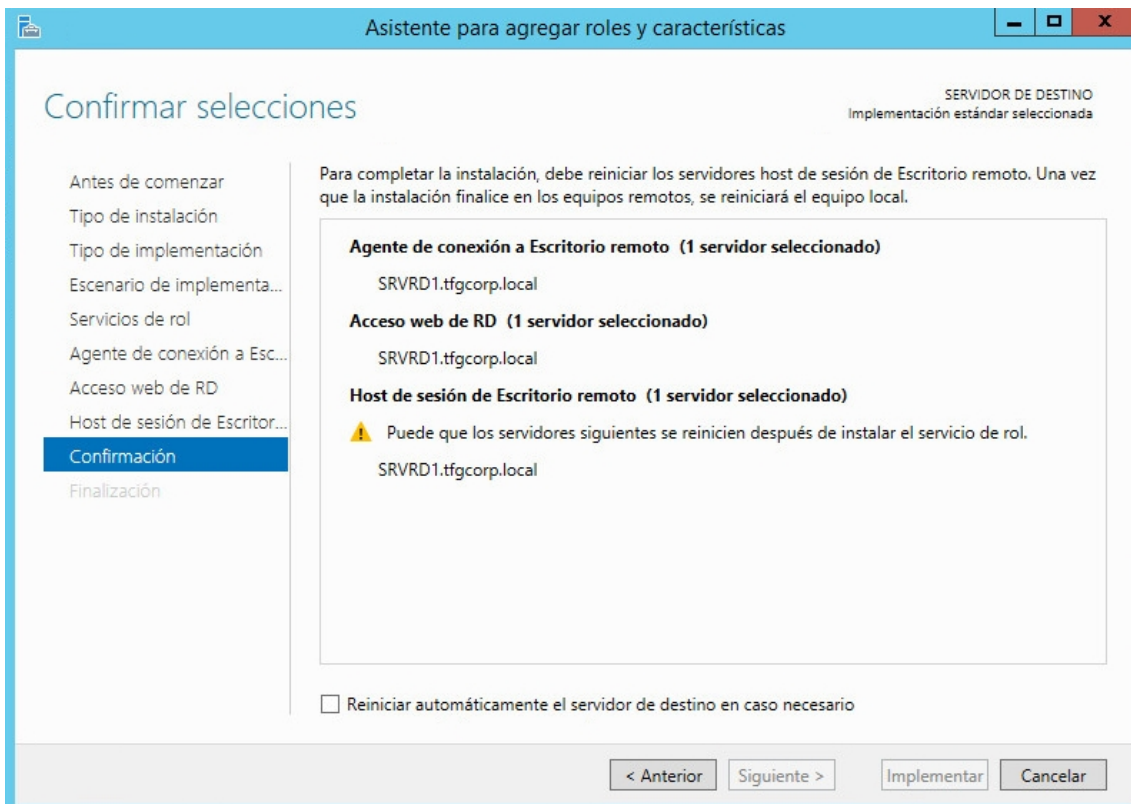 Asistente para agregar roles y características
Confirmar selecciones
SERVIDOR DE DESTINO
Implementación estándar seleccionada
Antes de comenzar
Tipo de instalación
Tipo de implementación
Escenario de implementa...
Servicios de rol
Agente de conexión a Esc...
Acceso web de RD
Host de sesión de Escritor...
Confirmación
Finalización
Para completar la instalación, debe reiniciar los servidores host de sesión de Escritorio remoto. Una vez
que la instalación finalice en los equipos remotos, se reiniciará el equipo local.
Agente de conexión a Escritorio remoto (1 servidor seleccionado)
SRVRD1.tfgcorp.local
Acceso web de RD (1 servidor seleccionado)
SRVRD1.tfgcorp.local
Host de sesión de Escritorio remoto (1 servidor seleccionado)
Puede que los servidores siguientes se reinicien después de instalar el servicio de rol.
SRVRD1.tfgcorp.local
Reiniciar automáticamente el servidor de destino en caso necesario
< Anterior
Siguiente >
Implementar
Cancelar